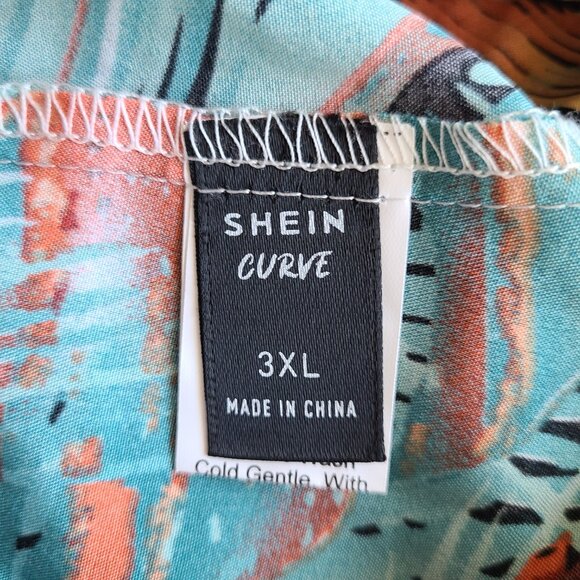 SHEIN
CURVE
3XL
MADE IN CHINA
Cold Gentle, With